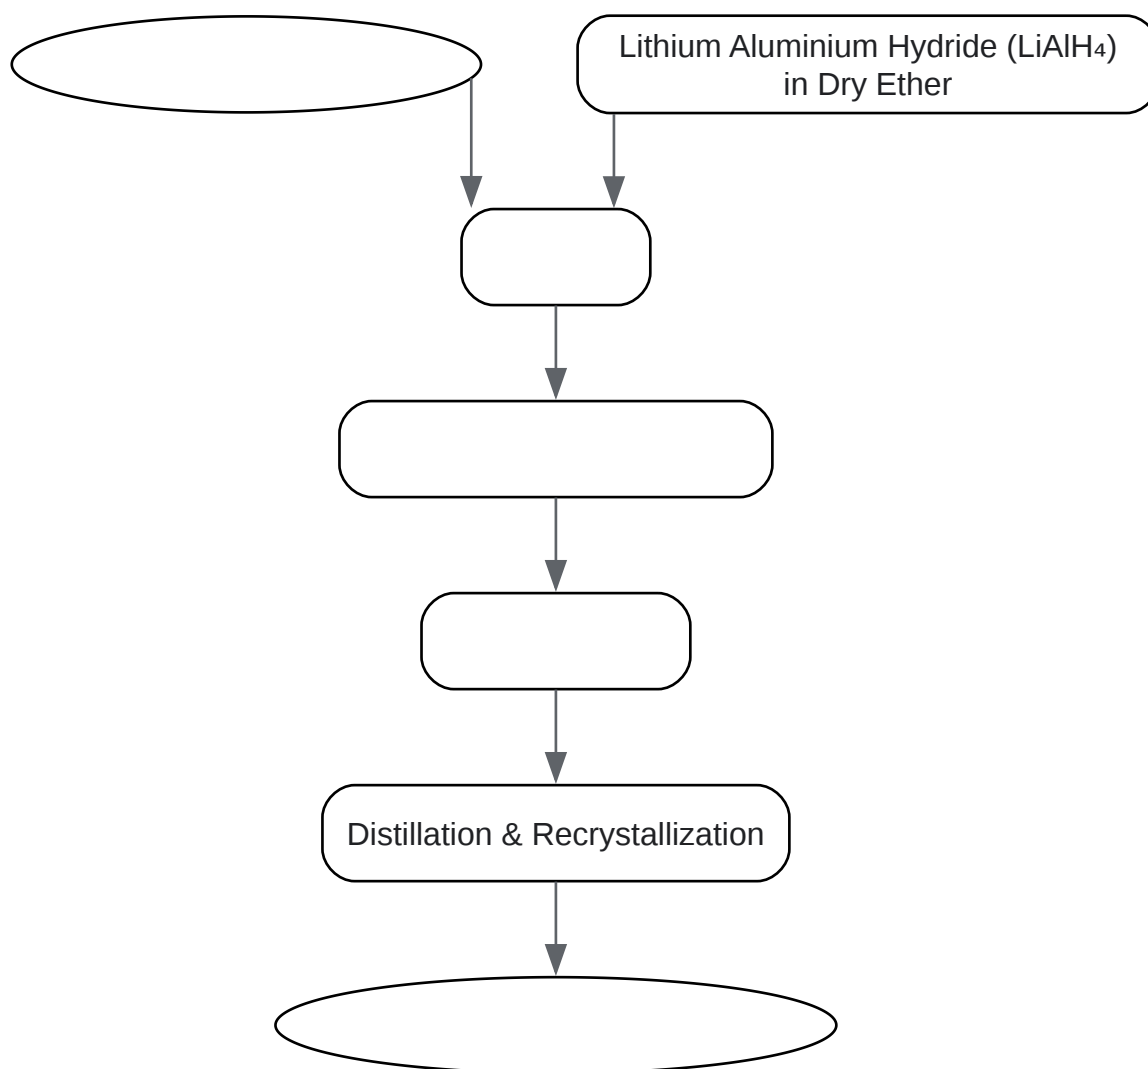 Lithium Aluminium Hydride (LiAlH₄)
in Dry Ether
Distillation & Recrystallization